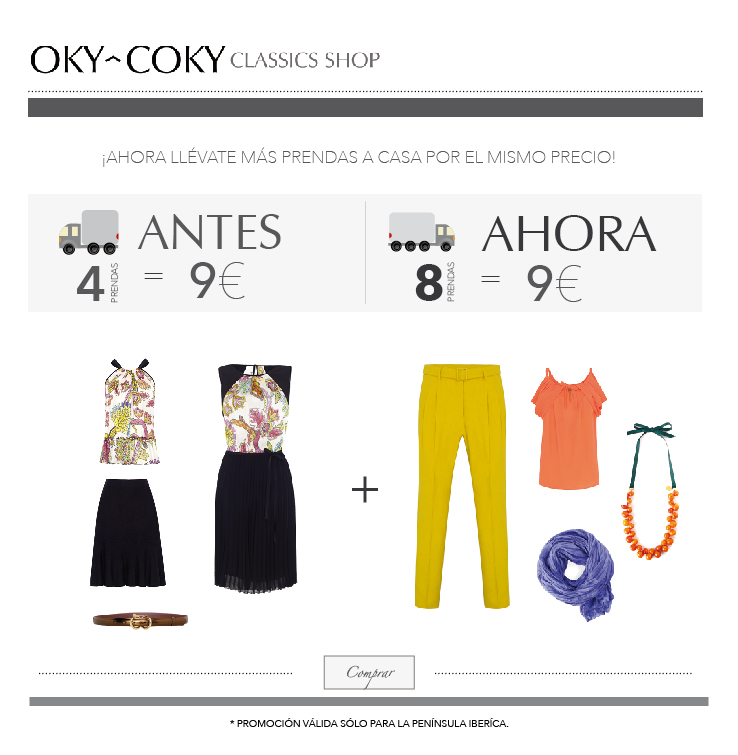 OKY^COKY CLASSICS SHOP
¡AHORA LLÉVATE MÁS PRENDAS A CASA POR EL MISMO PRECIO!
ANTES
4 PRENDAS = 9€
AHORA
8 PRENDAS = 9€
+
Comprar
* PROMOCIÓN VÁLIDA SÓLO PARA LA PENÍNSULA IBERÍCA.